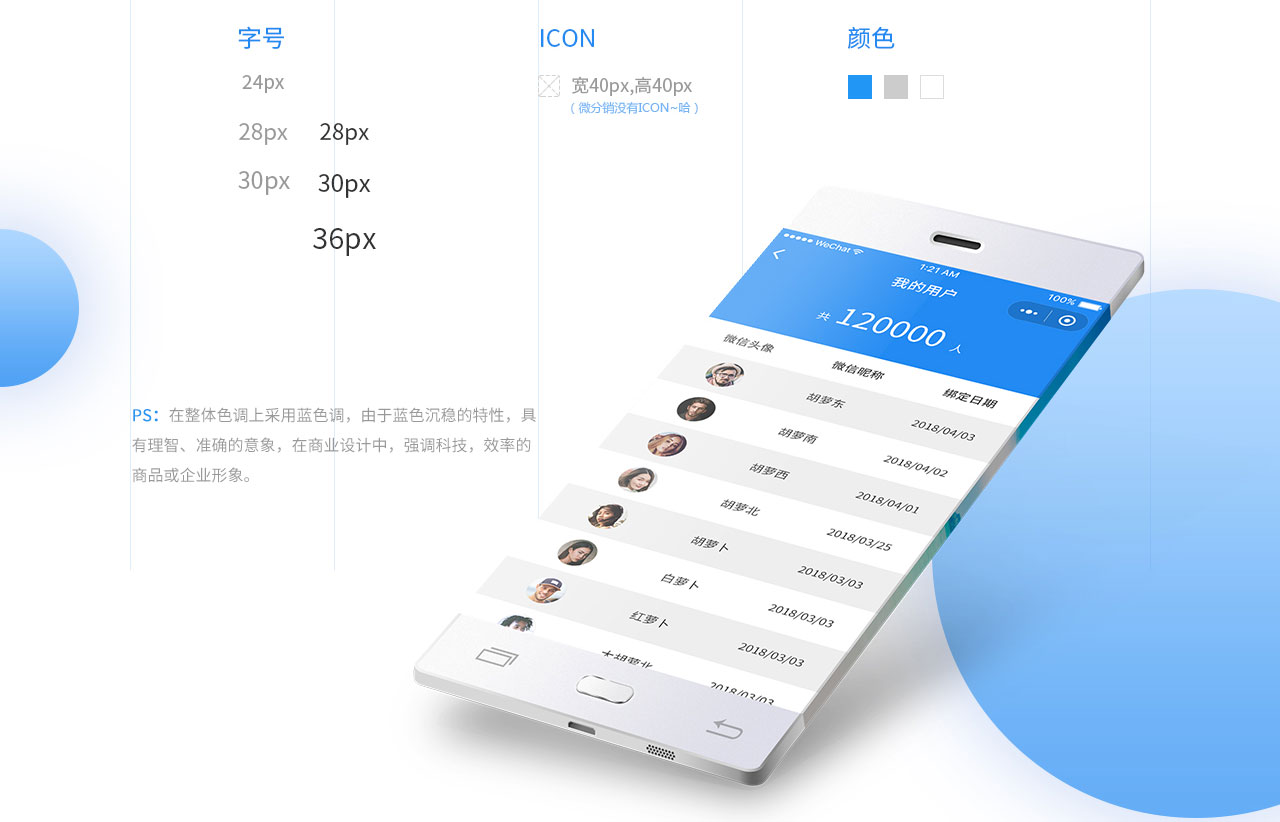 字号
ICON
颜色
24px
宽40px,高40px
(微分销没有ICON~哈)
28px 28px
30px 30px
36px
PS：在整体色调上采用蓝色调，由于蓝色沉稳的特性，具
有理智、准确的意象，在商业设计中，强调科技，效率的
商品或企业形象。
WeChat
1:21 AM
100%
我的用户
共 120000 人
微信头像 微信昵称 绑定日期
胡萝东 2018/04/03
胡萝南 2018/04/02
胡萝西 2018/04/01
胡萝北 2018/03/25
胡萝卜 2018/03/03
白萝卜 2018/03/03
红萝卜 2018/03/03
大胡萝北 2018/03/03